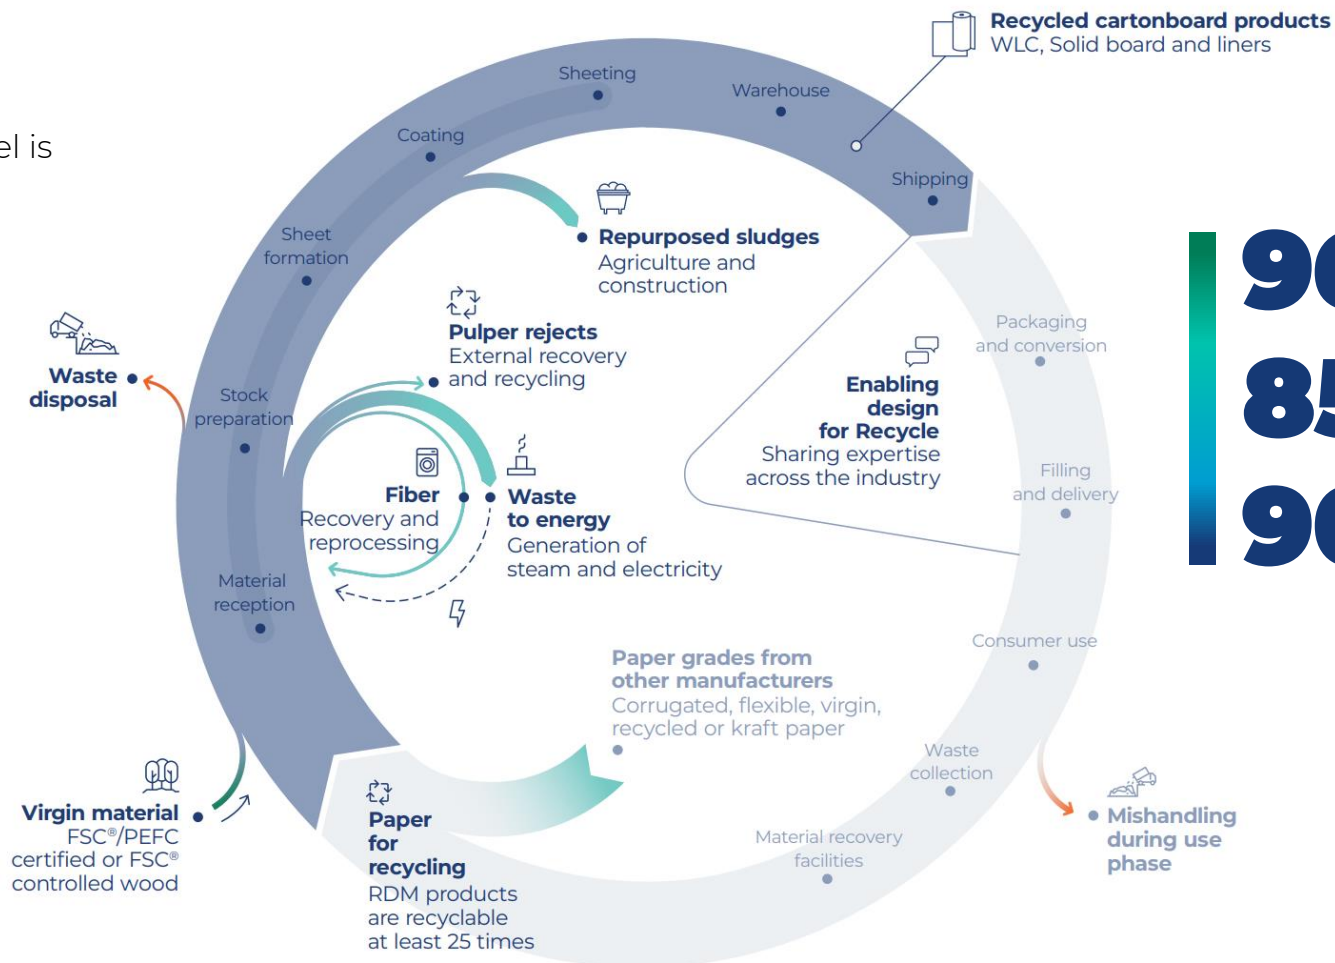 Recycled cartonboard products
WLC, Solid board and liners
Sheeting
Warehouse
Coating
el is
Shipping
Repurposed sludges
Agriculture and
construction
Sheet
formation
Pulper rejects
External recovery
and recycling
Packaging
and conversion
Waste
disposal
Stock
preparation
Enabling
design
for Recycle
Sharing expertise
across the industry
Filling
and delivery
Fiber
Recovery and
reprocessing
Waste
to energy
Generation of
steam and electricity
Material
reception
Consumer use
Paper grades from
other manufacturers
Corrugated, flexible, virgin,
recycled or kraft paper
Waste
collection
Virgin material
FSC®/PEFC
certified or FSC®
controlled wood
Paper
for
recycling
RDM products
are recyclable
at least 25 times
Material recovery
facilities
Mishandling
during use
phase